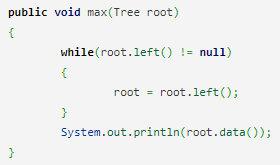 public void max(Tree root)
{
while(root.left() != null)
{
root = root.left();
}
System.out.println(root.data());
}